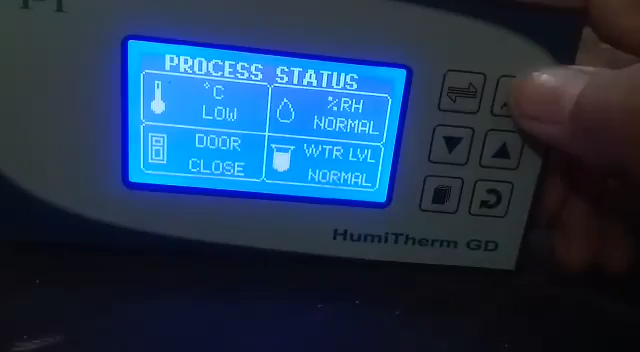 PROCESS STATUS
°C
LOW
%RH
NORMAL
DOOR
CLOSE
WTR LVL
NORMAL
HumiTherm GD